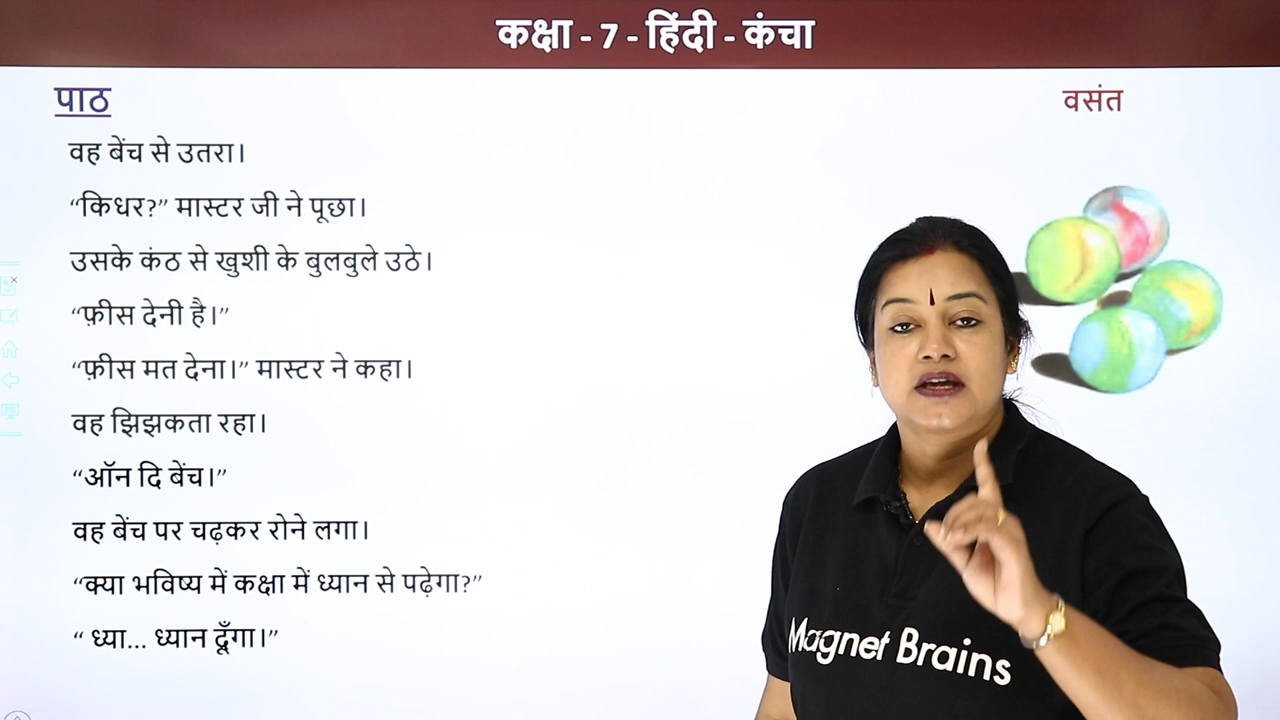 कक्षा - 7 - हिंदी - कंचा
पाठ
वसंत
वह बेंच से उतरा।
“किधर?” मास्टर जी ने पूछा।
उसके कंठ से खुशी के बुलबुले उठे।
“फ़ीस देनी है।”
“फ़ीस मत देना।” मास्टर ने कहा।
वह झिझकता रहा।
“ऑन दि बेंच।”
वह बेंच पर चढ़कर रोने लगा।
“क्या भविष्य में कक्षा में ध्यान से पढ़ेगा?”
“ ध्या... ध्यान दूँगा।”
Magnet Brains